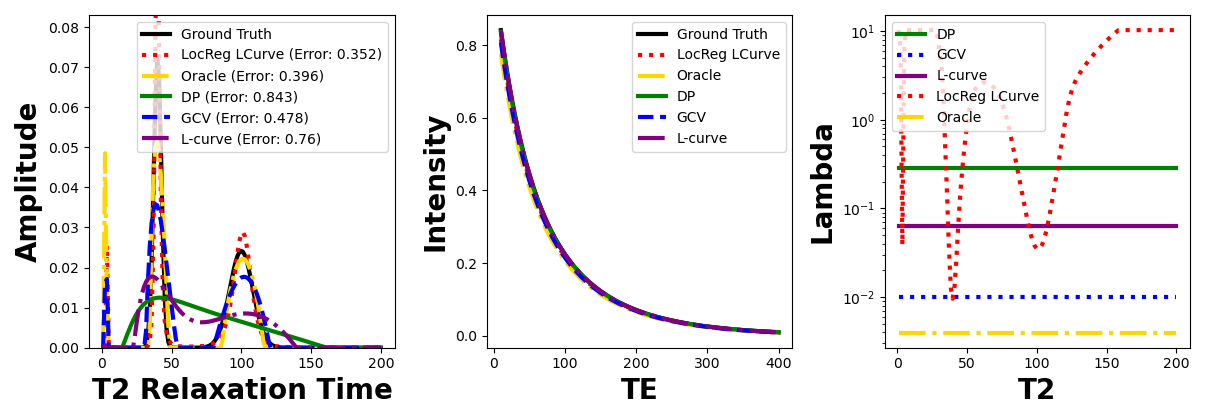 Amplitude
0.08
0.07
0.06
0.05
0.04
0.03
0.02
0.01
0.00
Ground Truth
LocReg LCurve (Error: 0.352)
Oracle (Error: 0.396)
DP (Error: 0.843)
GCV (Error: 0.478)
L-curve (Error: 0.76)
0 50 100 150 200
T2 Relaxation Time
Intensity
0.8
0.6
0.4
0.2
0.0
Ground Truth
LocReg LCurve
Oracle
DP
GCV
L-curve
0 100 200 300 400
TE
Lambda
10¹
10⁰
10⁻¹
10⁻²
DP
GCV
L-curve
LocReg LCurve
Oracle
0 50 100 150 200
T2